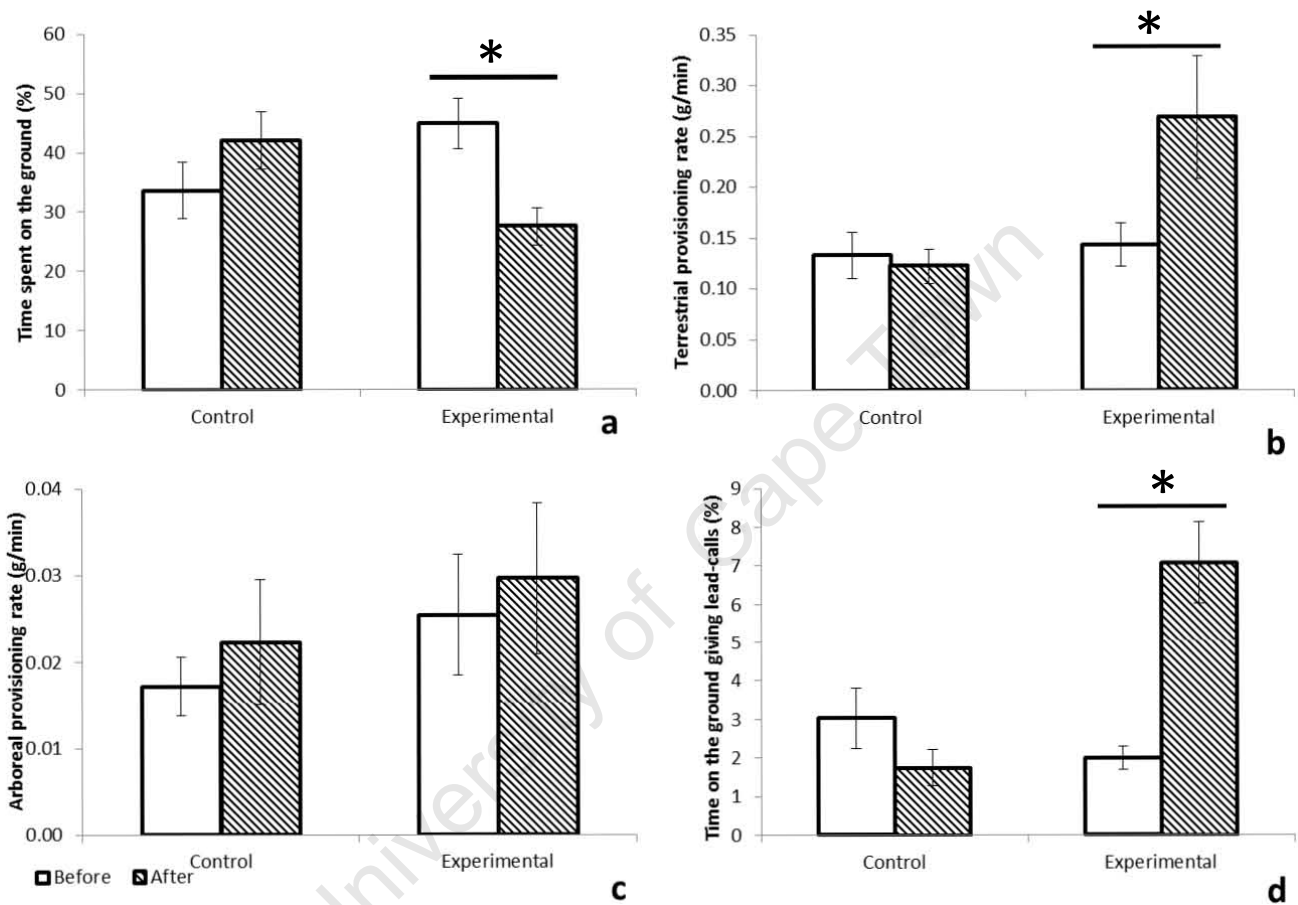 Time spent on the ground (%)
60
50
40
30
20
10
0
*
Control
Experimental
a
Terrestrial provisioning rate (g/min)
0.35
0.30
0.25
0.20
0.15
0.10
0.05
0.00
*
Control
Experimental
b
Arboreal provisioning rate (g/min)
0.04
0.03
0.02
0.01
0.00
Control
Experimental
Before After
c
Time on the ground giving lead-calls (%)
9
8
7
6
5
4
3
2
1
0
*
Control
Experimental
d
University of Cape Town